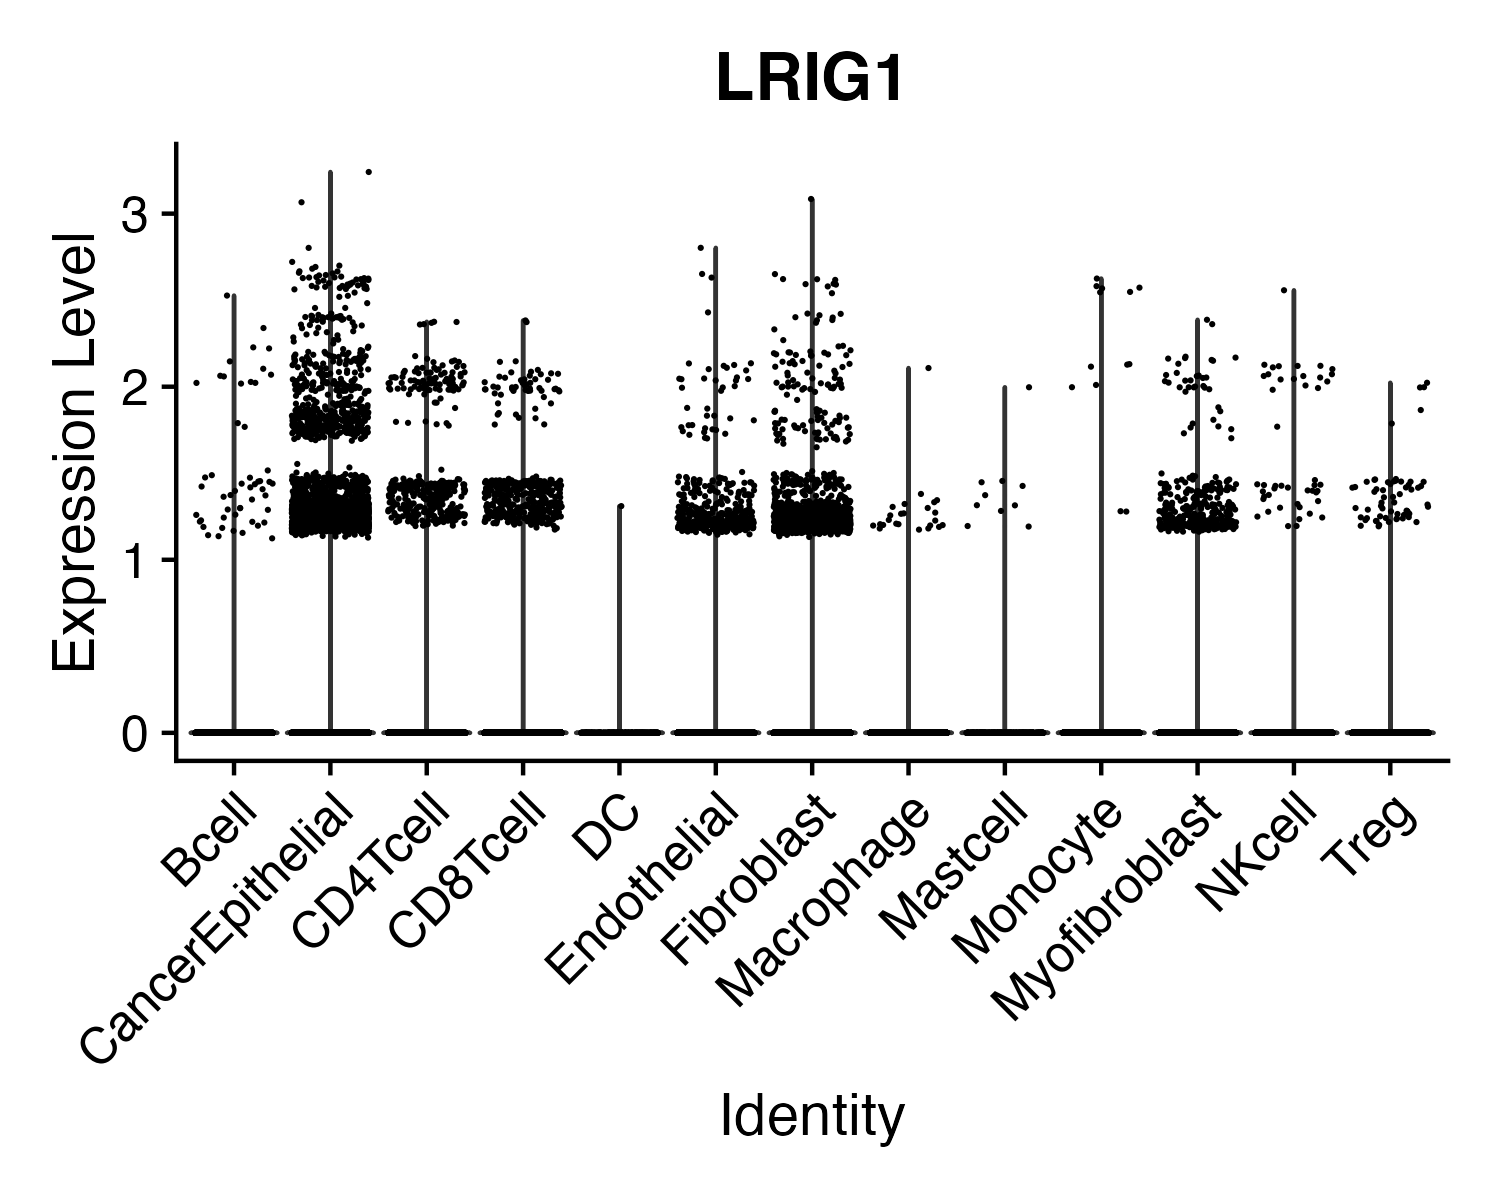 LRIG1
Expression Level
3
2
1
0
Bcell
CancerEpithelial
CD4Tcell
CD8Tcell
DC
Endothelial
Fibroblast
Macrophage
Mastcell
Monocyte
Myofibroblast
NKcell
Treg
Identity